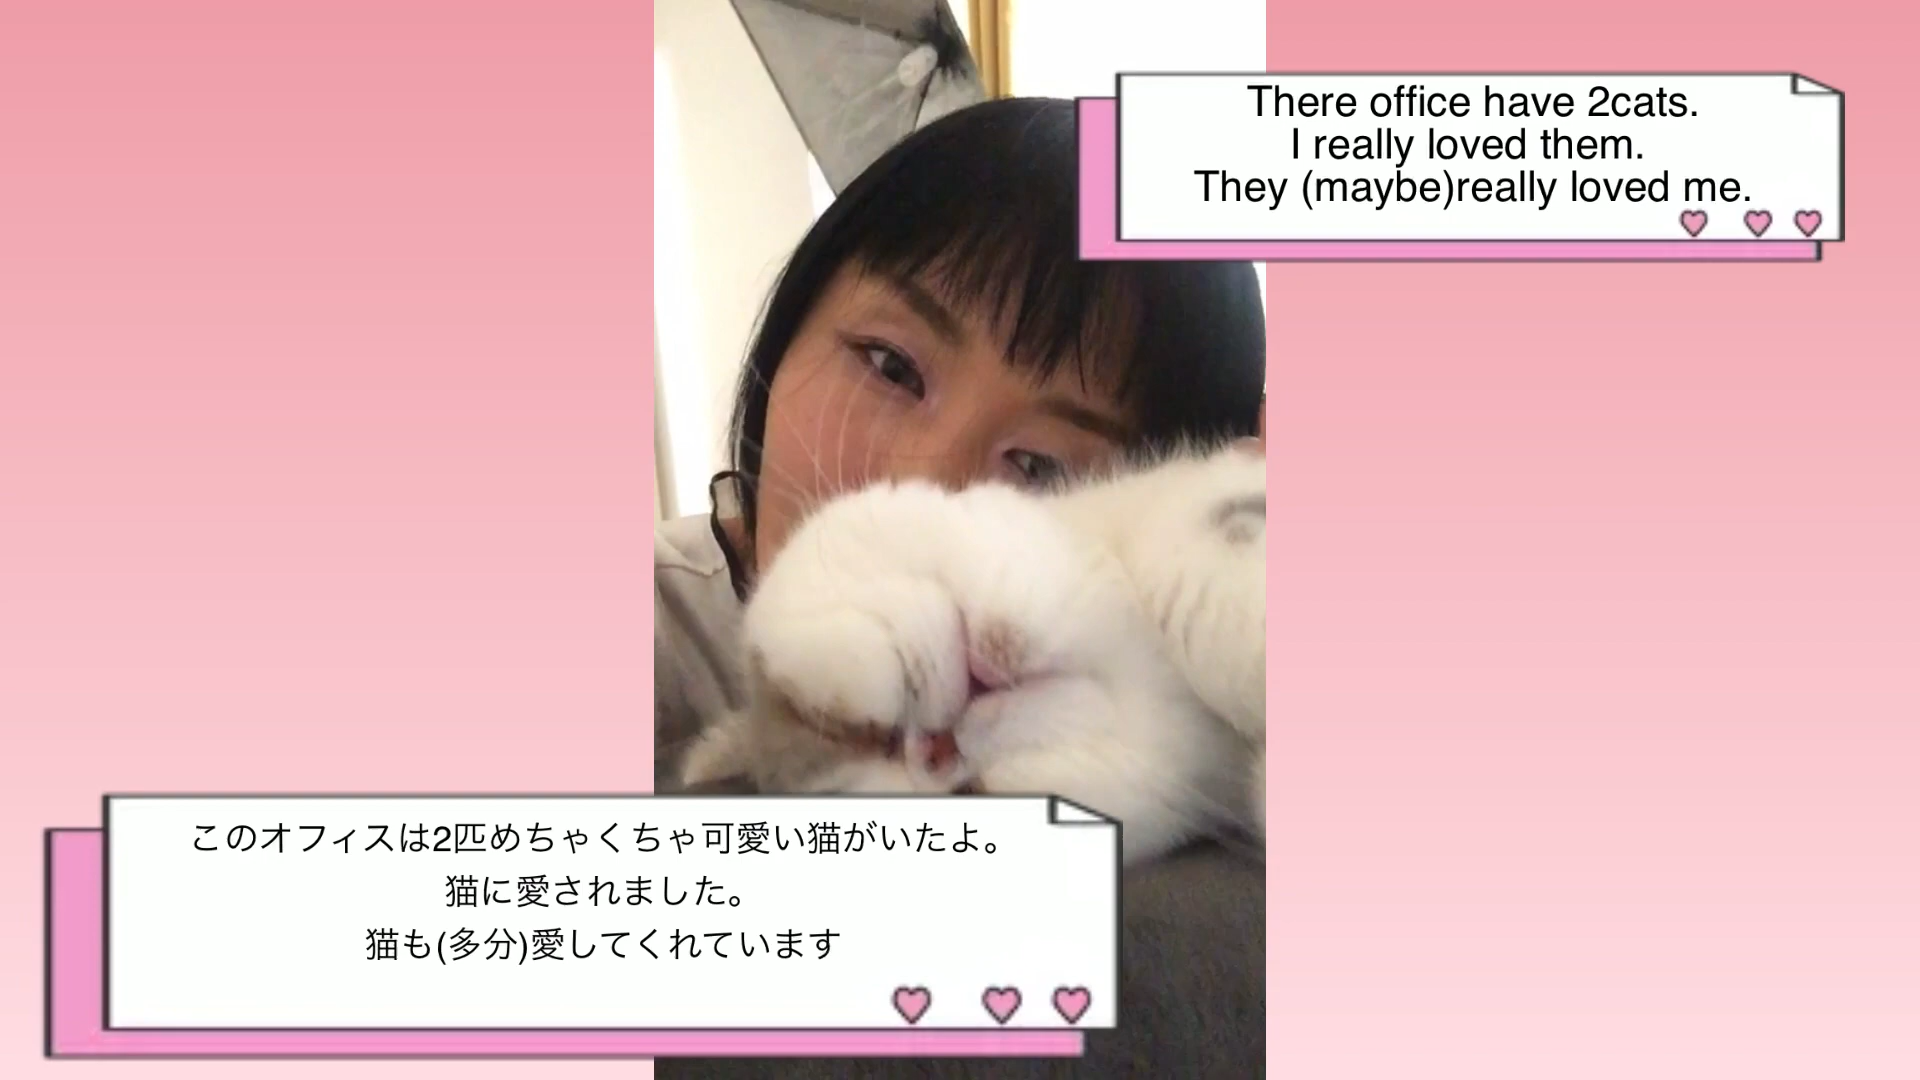 There office have 2cats.
I really loved them.
They (maybe)really loved me.
このオフィスは2匹めちゃくちゃ可愛い猫がいたよ。
猫に愛されました。
猫も(多分)愛してくれています